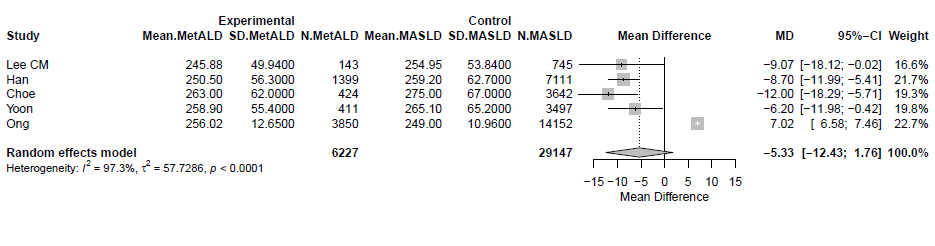 Experimental Control
Study Mean.MetALD SD.MetALD N.MetALD Mean.MASLD SD.MASLD N.MASLD Mean Difference MD 95%−CI Weight
Lee CM 245.88 49.9400 143 254.95 53.8400 745 −9.07 [−18.12; −0.02] 16.6%
Han 250.50 56.3000 1399 259.20 62.7000 7111 −8.70 [−11.99; −5.41] 21.7%
Choe 263.00 62.0000 424 275.00 67.0000 3642 −12.00 [−18.29; −5.71] 19.3%
Yoon 258.90 55.4000 411 265.10 65.2000 3497 −6.20 [−11.98; −0.42] 19.8%
Ong 256.02 12.6500 3850 249.00 10.9600 14152 7.02 [ 6.58; 7.46] 22.7%
Random effects model 6227 29147 −5.33 [−12.43; 1.76] 100.0%
Heterogeneity: I² = 97.3%, τ² = 57.7286, p < 0.0001
−15 −10 −5 0 5 10 15
Mean Difference